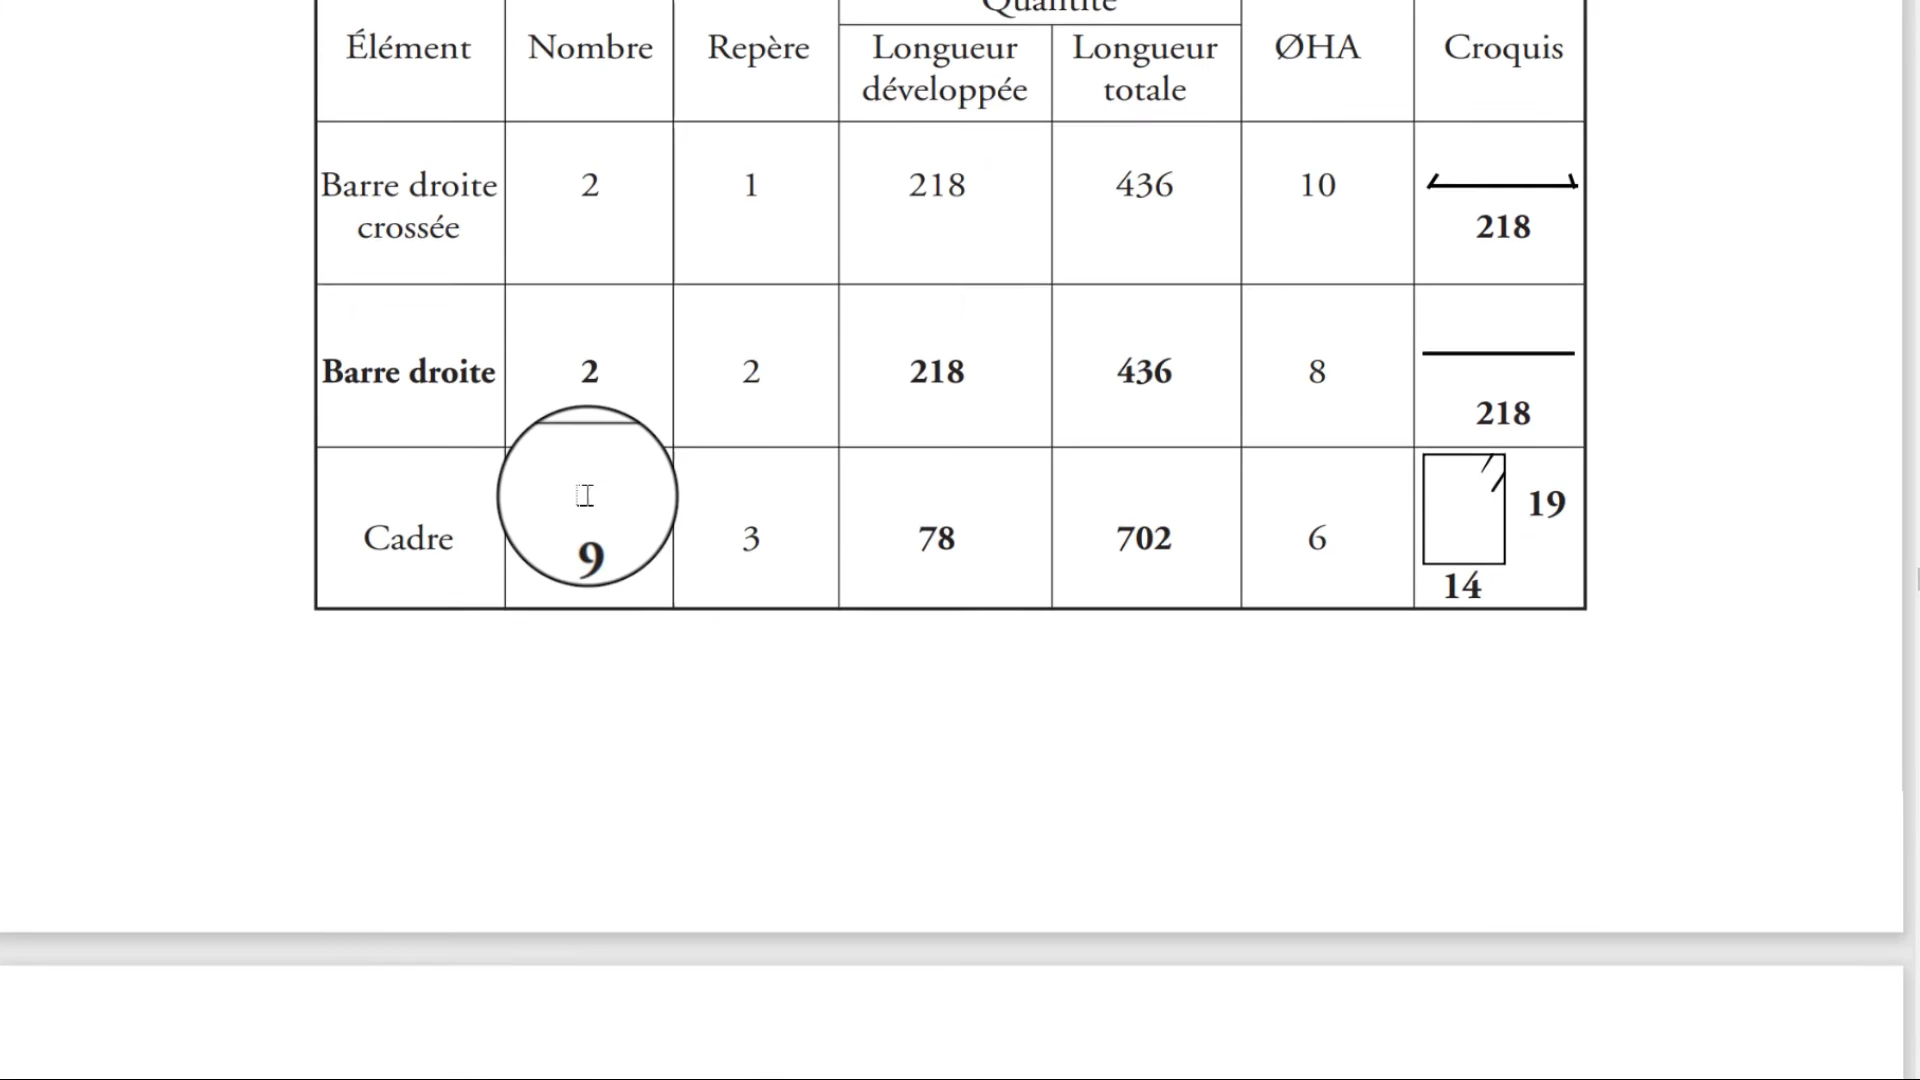 Quantité
Élément Nombre Repère Longueur développée Longueur totale ØHA Croquis
Barre droite crossée 2 1 218 436 10 218
Barre droite 2 2 218 436 8 218
Cadre 9 3 78 702 6 19 14